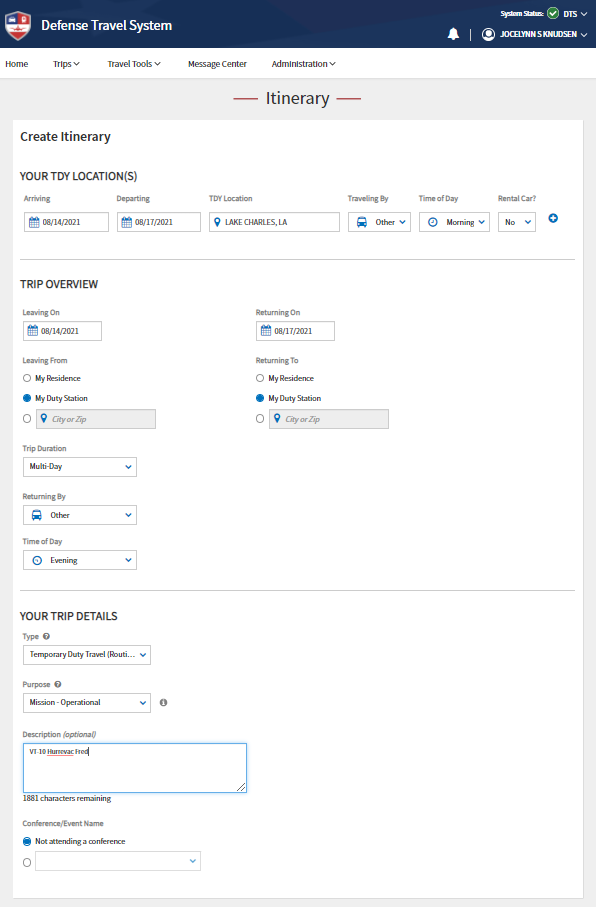 System Status: DTS
Defense Travel System
JOCELYNN S KNUDSEN
Home Trips Travel Tools Message Center Administration
Itinerary
Create Itinerary
YOUR TDY LOCATION(S)
Arriving Departing TDY Location Traveling By Time of Day Rental Car?
08/14/2021 08/17/2021 LAKE CHARLES, LA Other Morning No
TRIP OVERVIEW
Leaving On Returning On
08/14/2021 08/17/2021
Leaving From Returning To
My Residence My Residence
My Duty Station My Duty Station
City or Zip City or Zip
Trip Duration
Multi-Day
Returning By
Other
Time of Day
Evening
YOUR TRIP DETAILS
Type
Temporary Duty Travel (Routi...
Purpose
Mission - Operational
Description (optional)
VT-10 Hurrevac Fred
1881 characters remaining
Conference/Event Name
Not attending a conference